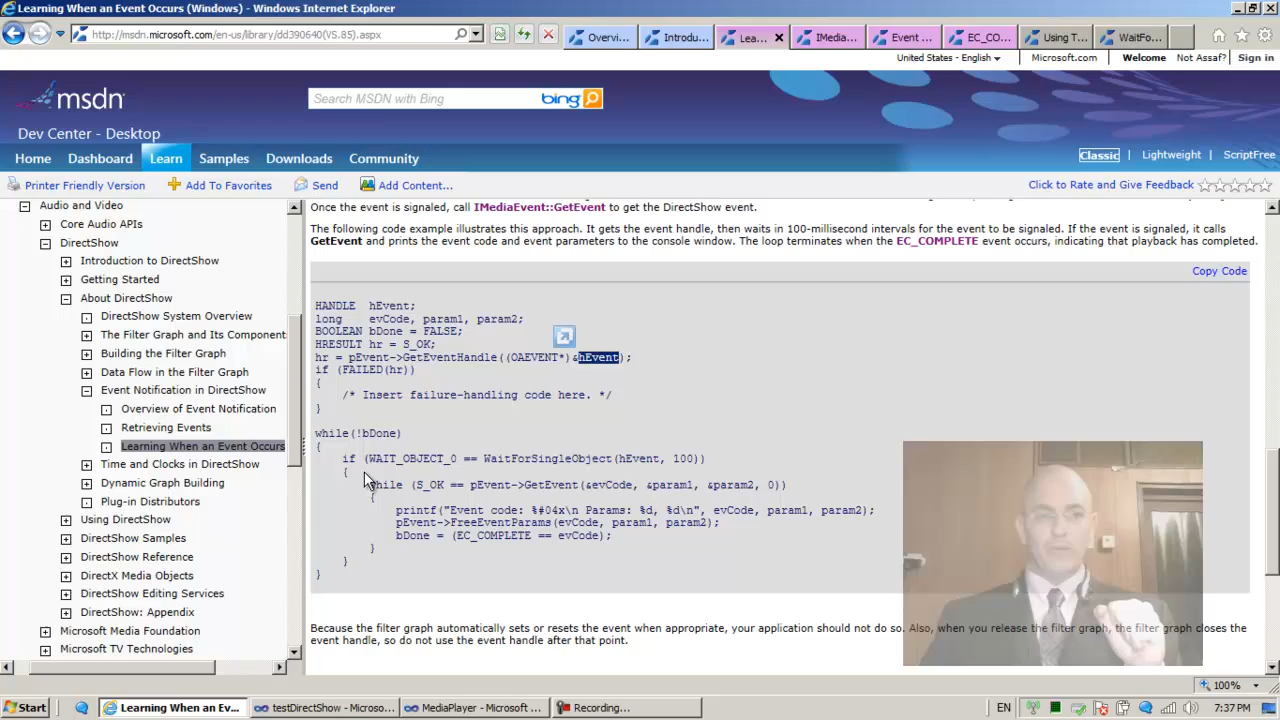 Learning When an Event Occurs (Windows) - Windows Internet Explorer
http://msdn.microsoft.com/en-us/library/dd390640(VS.85).aspx
Overvi...
Introdu...
Lea...
IMedia...
Event ...
EC_CO...
Using T...
WaitFo...
United States - English
Microsoft.com
Welcome
Not Assaf?
Sign in
msdn
Search MSDN with Bing
bing
Dev Center - Desktop
Home
Dashboard
Learn
Samples
Downloads
Community
Classic | Lightweight | ScriptFree
Printer Friendly Version
Add To Favorites
Send
Add Content...
Click to Rate and Give Feedback
Audio and Video
Core Audio APIs
DirectShow
Introduction to DirectShow
Getting Started
About DirectShow
DirectShow System Overview
The Filter Graph and Its Component
Building the Filter Graph
Data Flow in the Filter Graph
Event Notification in DirectShow
Overview of Event Notification
Retrieving Events
Learning When an Event Occurs
Time and Clocks in DirectShow
Dynamic Graph Building
Plug-in Distributors
Using DirectShow
DirectShow Samples
DirectShow Reference
DirectX Media Objects
DirectShow Editing Services
DirectShow: Appendix
Microsoft Media Foundation
Microsoft TV Technologies
Once the event is signaled, call IMediaEvent::GetEvent to get the DirectShow event.
The following code example illustrates this approach. It gets the event handle, then waits in 100-millisecond intervals for the event to be signaled. If the event is signaled, it calls
GetEvent and prints the event code and event parameters to the console window. The loop terminates when the EC_COMPLETE event occurs, indicating that playback has completed.
Copy Code
HANDLE hEvent;
long evCode, param1, param2;
BOOLEAN bDone = FALSE;
HRESULT hr = S_OK;
hr = pEvent->GetEventHandle((OAEVENT*)&hEvent);
if (FAILED(hr))
{
/* Insert failure-handling code here. */
}
while(!bDone)
{
if (WAIT_OBJECT_0 == WaitForSingleObject(hEvent, 100))
{
while (S_OK == pEvent->GetEvent(&evCode, &param1, &param2, 0))
{
printf("Event code: %#04x\n Params: %d, %d\n", evCode, param1, param2);
pEvent->FreeEventParams(evCode, param1, param2);
bDone = (EC_COMPLETE == evCode);
}
}
}
Because the filter graph automatically sets or resets the event when appropriate, your application should not do so. Also, when you release the filter graph, the filter graph closes the
event handle, so do not use the event handle after that point.
100%
Start
Learning When an Ev...
testDirectShow - Microso...
MediaPlayer - Microsoft ...
Recording...
EN
7:37 PM